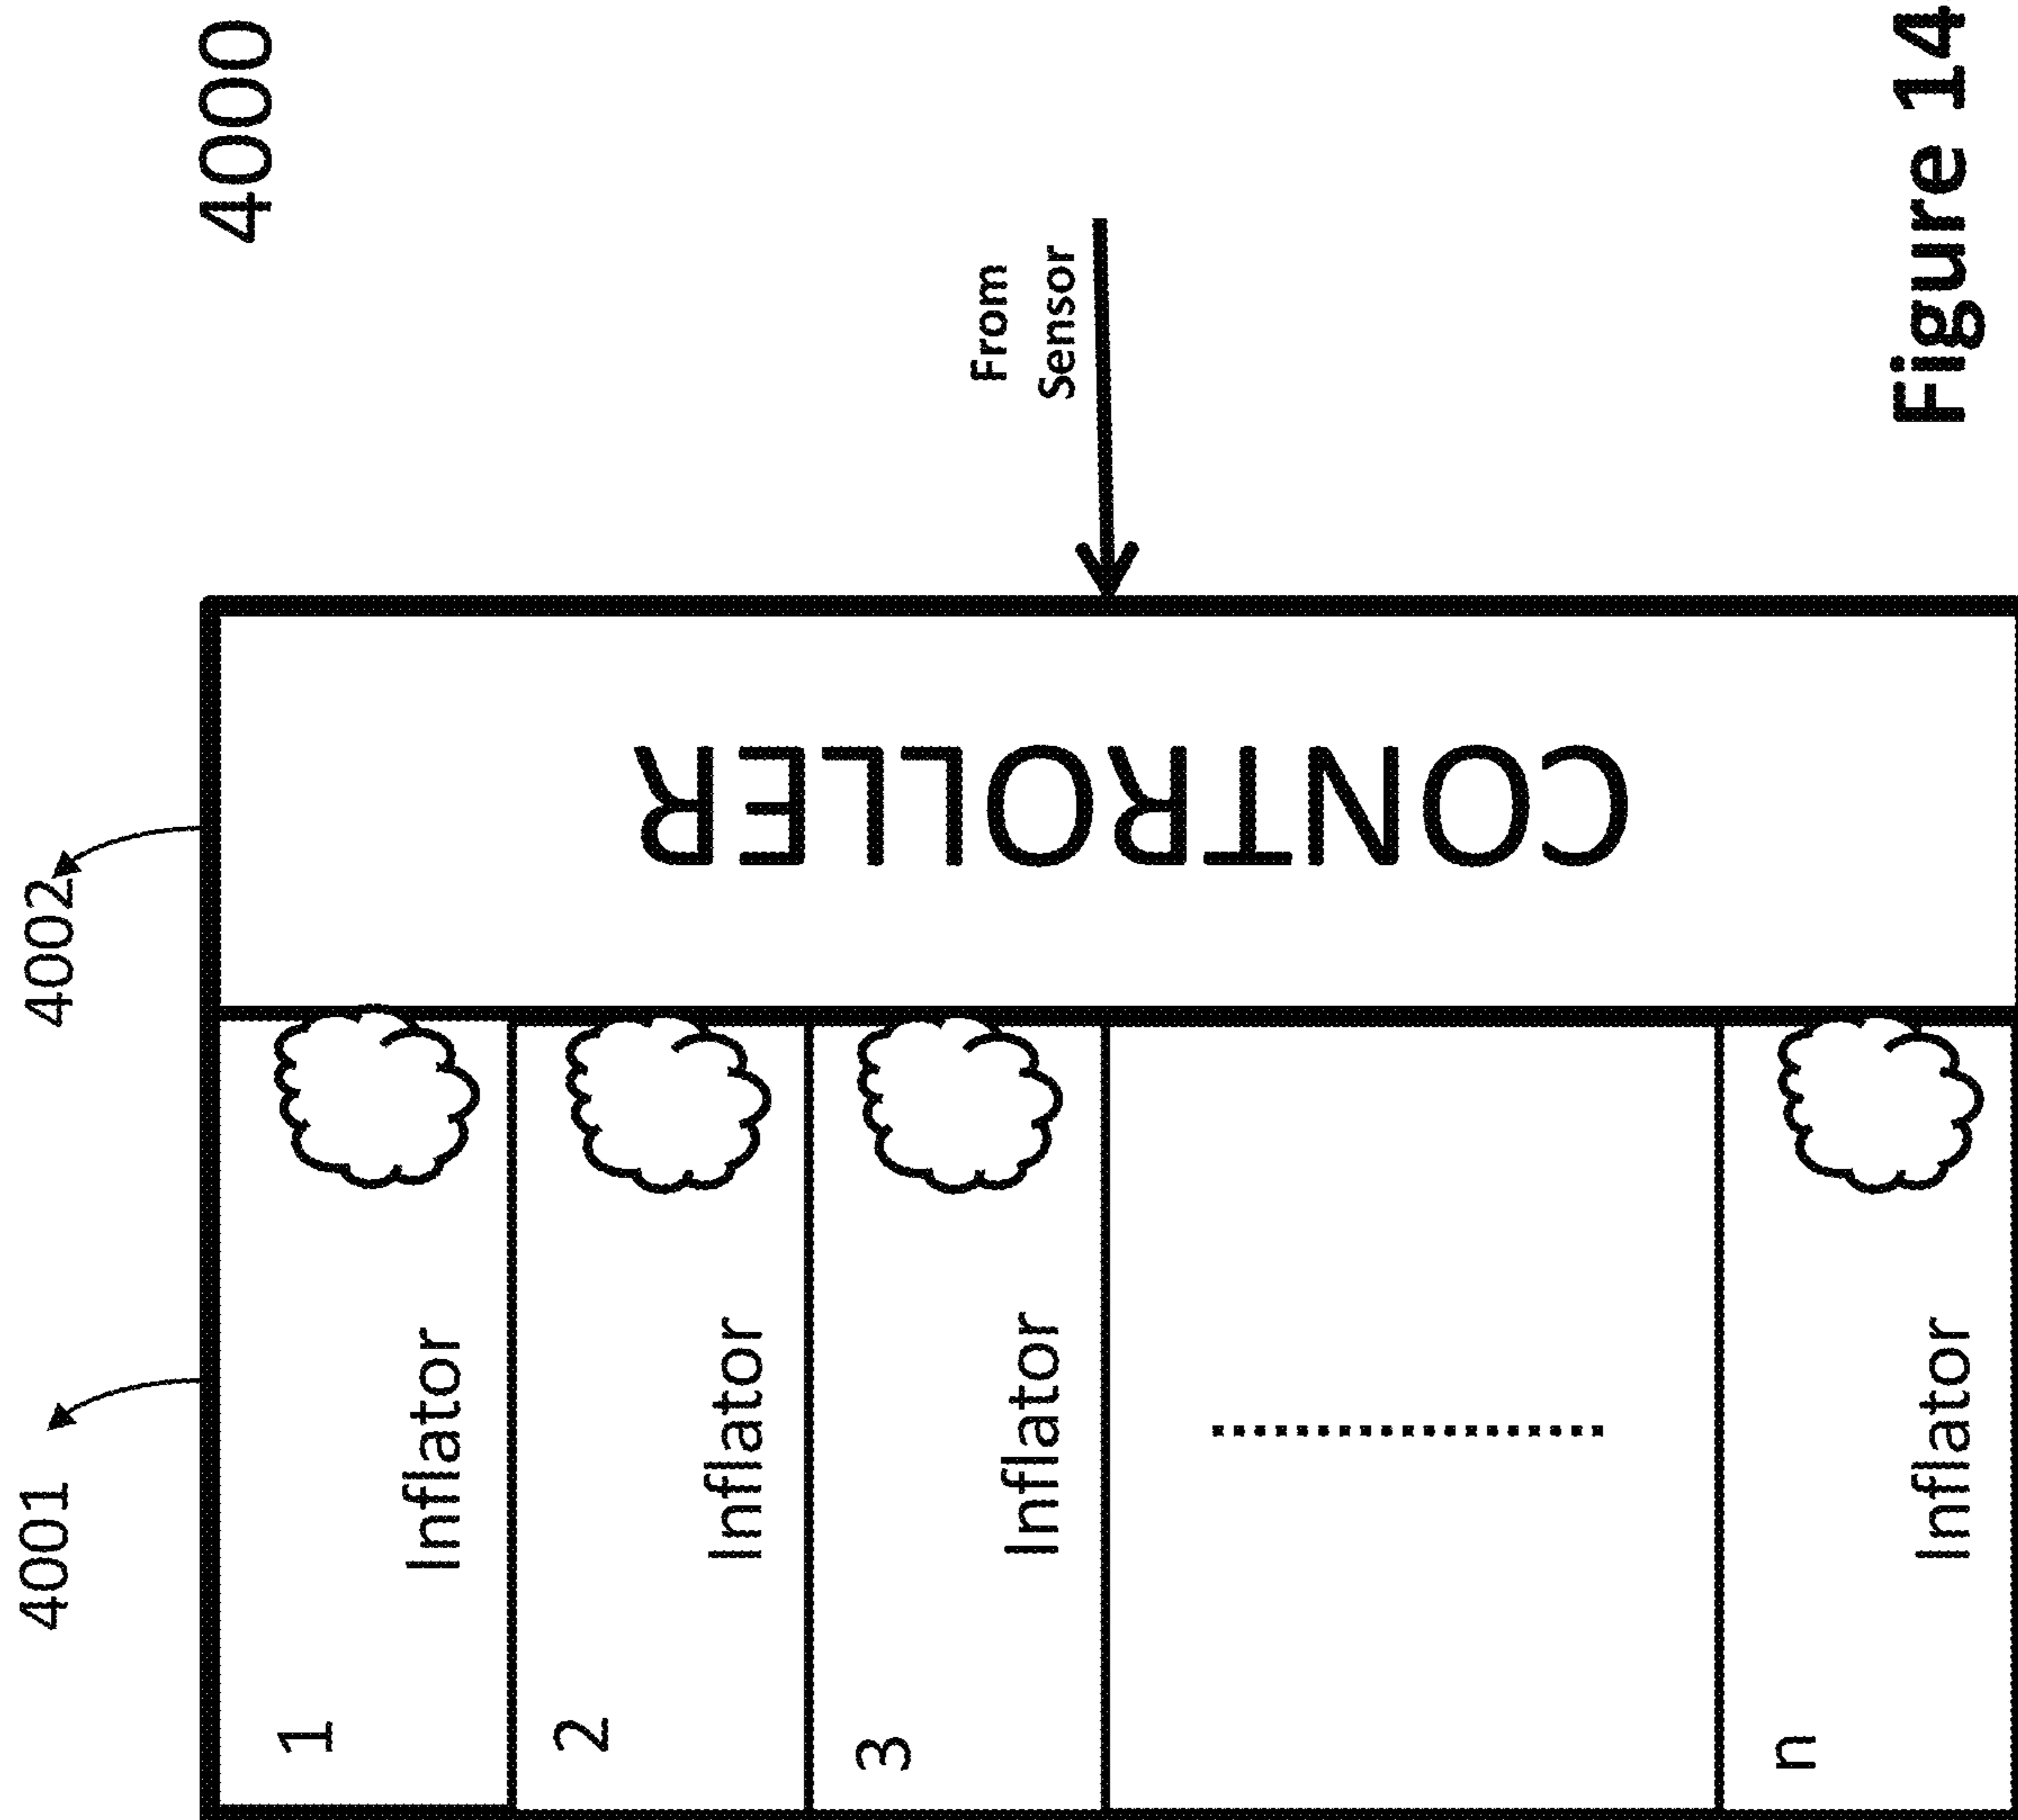 4001
4002
4000
1
Inflator
2
Inflator
3
Inflator
n
Inflator
CONTROLLER
From
Sensor
Figure 14